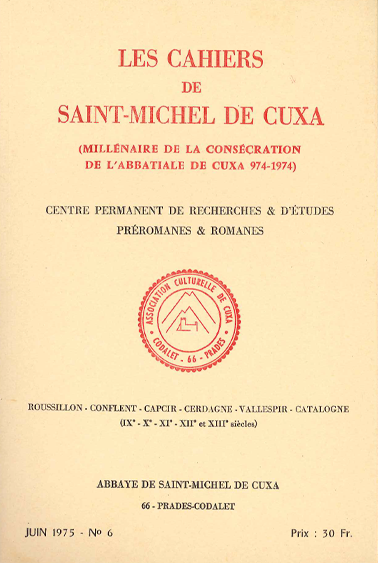 LES CAHIERS
DE
SAINT-MICHEL DE CUXA
(MILLÉNAIRE DE LA CONSÉCRATION
DE L'ABBATIALE DE CUXA 974-1974)
CENTRE PERMANENT DE RECHERCHES & D'ÉTUDES
PRÉROMANES & ROMANES
ASSOCIATION CULTURELLE DE CUXA
CODALET - 66 - PRADES
ROUSSILLON - CONFLENT - CAPCIR - CERDAGNE - VALLESPIR - CATALOGNE
(IXe - Xe - XIe - XIIe et XIIIe siècles)
ABBAYE DE SAINT-MICHEL DE CUXA
66 - PRADES-CODALET
JUIN 1975 - No 6
Prix : 30 Fr.